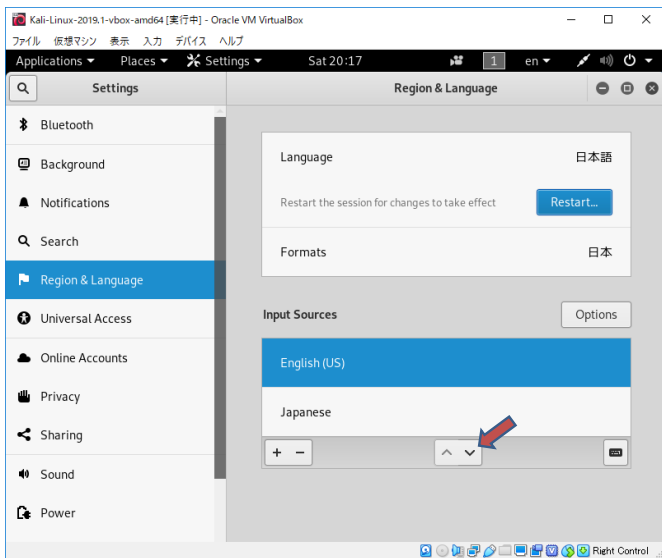 Kali-Linux-2019.1-vbox-amd64 [実行中] - Oracle VM VirtualBox
ファイル 仮想マシン 表示 入力 デバイス ヘルプ
Applications Places Settings Sat 20:17 1 en
Settings Region & Language
Bluetooth
Background
Notifications
Search
Region & Language
Universal Access
Online Accounts
Privacy
Sharing
Sound
Power
Language 日本語
Restart the session for changes to take effect Restart...
Formats 日本
Input Sources Options
English (US)
Japanese
Right Control